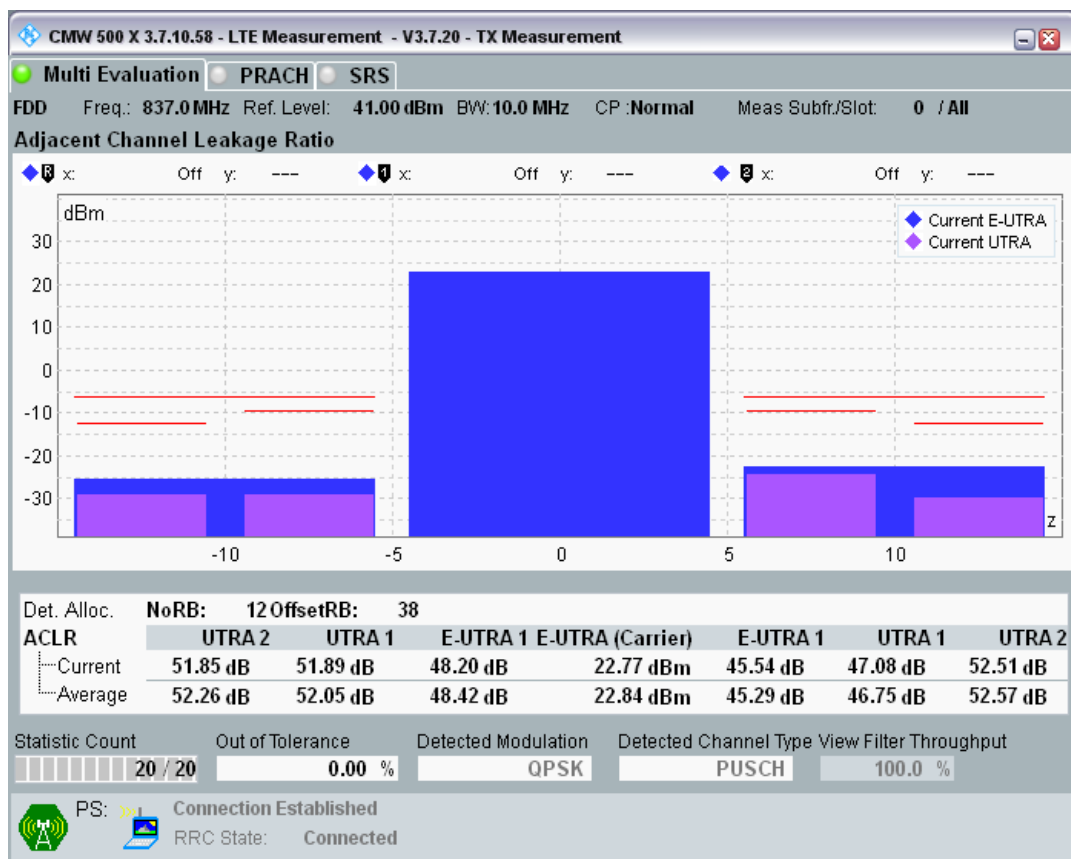 CMW 500 X 3.7.10.58 - LTE Measurement - V3.7.20 - TX Measurement
Multi Evaluation PRACH SRS
FDD Freq.: 837.0 MHz Ref. Level: 41.00 dBm BW: 10.0 MHz CP :Normal Meas Subfr./Slot: 0 / All
Adjacent Channel Leakage Ratio
R x: Off y: --- 1 x: Off y: --- 2 x: Off y: ---
dBm
Current E-UTRA
Current UTRA
30
20
10
0
-10
-20
-30
z
-10 -5 0 5 10
Det. Alloc. NoRB: 12 OffsetRB: 38
ACLR UTRA 2 UTRA 1 E-UTRA 1 E-UTRA (Carrier) E-UTRA 1 UTRA 1 UTRA 2
Current 51.85 dB 51.89 dB 48.20 dB 22.77 dBm 45.54 dB 47.08 dB 52.51 dB
Average 52.26 dB 52.05 dB 48.42 dB 22.84 dBm 45.29 dB 46.75 dB 52.57 dB
Statistic Count Out of Tolerance Detected Modulation Detected Channel Type View Filter Throughput
20 / 20 0.00 % QPSK PUSCH 100.0 %
PS: Connection Established
RRC State: Connected